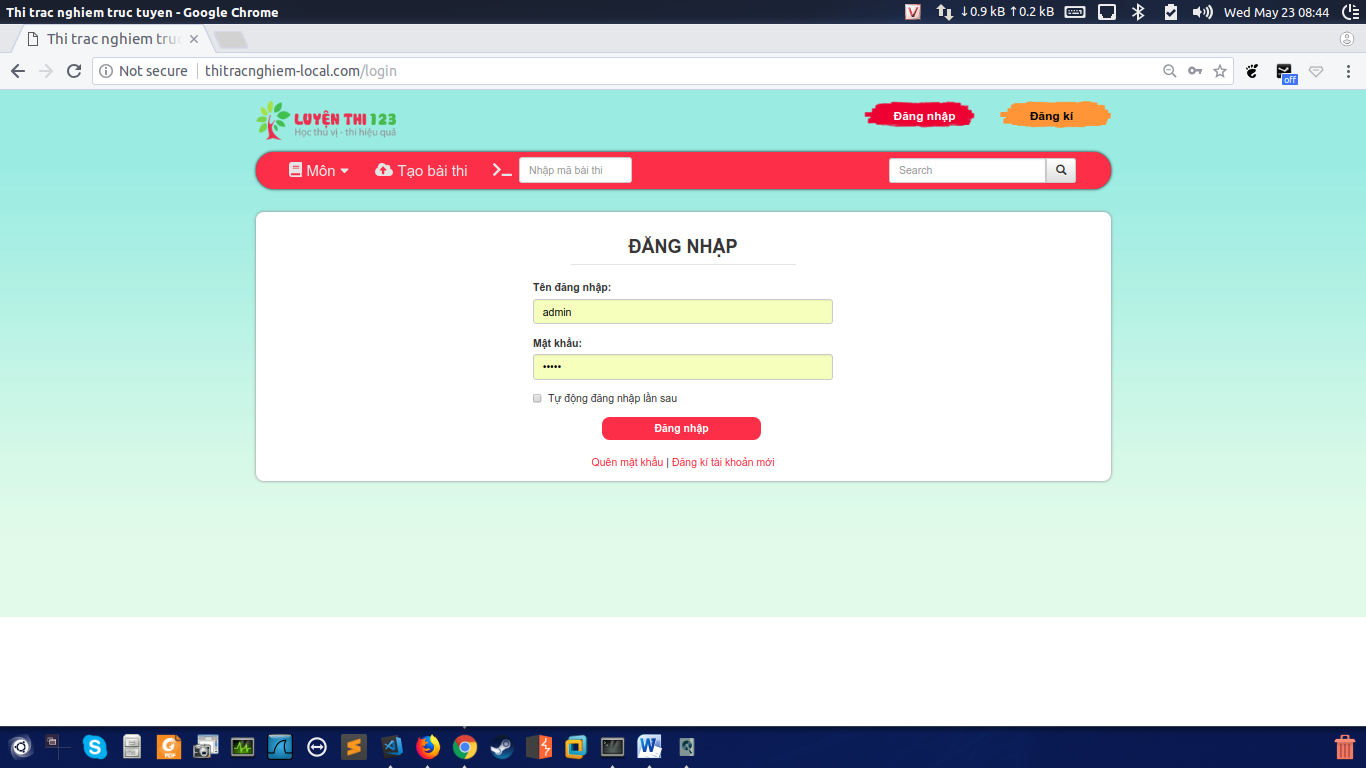 Thi trac nghiem truc tuyen - Google Chrome
↓0.9 kB ↑0.2 kB
Wed May 23 08:44
Thi trac nghiem truc
Not secure
thitracnghiem-local.com/login
off
LUYỆN THI 123
Học thú vị - thi hiệu quả
Đăng nhập
Đăng kí
Môn
Tạo bài thi
Nhập mã bài thi
Search
ĐĂNG NHẬP
Tên đăng nhập:
admin
Mật khẩu:
•••••
Tự động đăng nhập lần sau
Đăng nhập
Quên mật khẩu | Đăng kí tài khoản mới